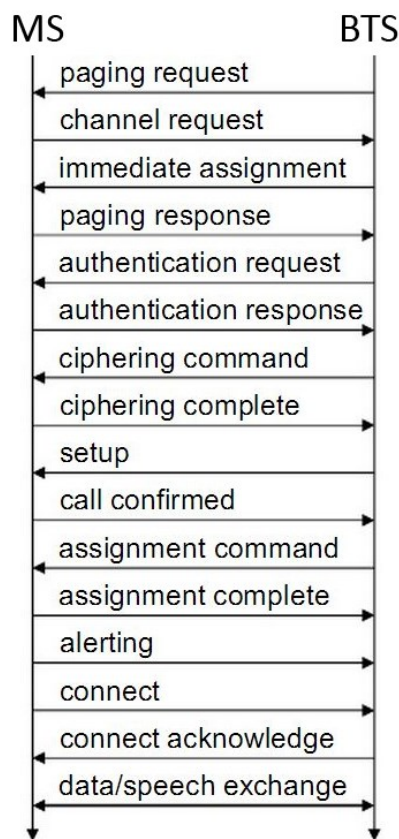 MS BTS
paging request
channel request
immediate assignment
paging response
authentication request
authentication response
ciphering command
ciphering complete
setup
call confirmed
assignment command
assignment complete
alerting
connect
connect acknowledge
data/speech exchange